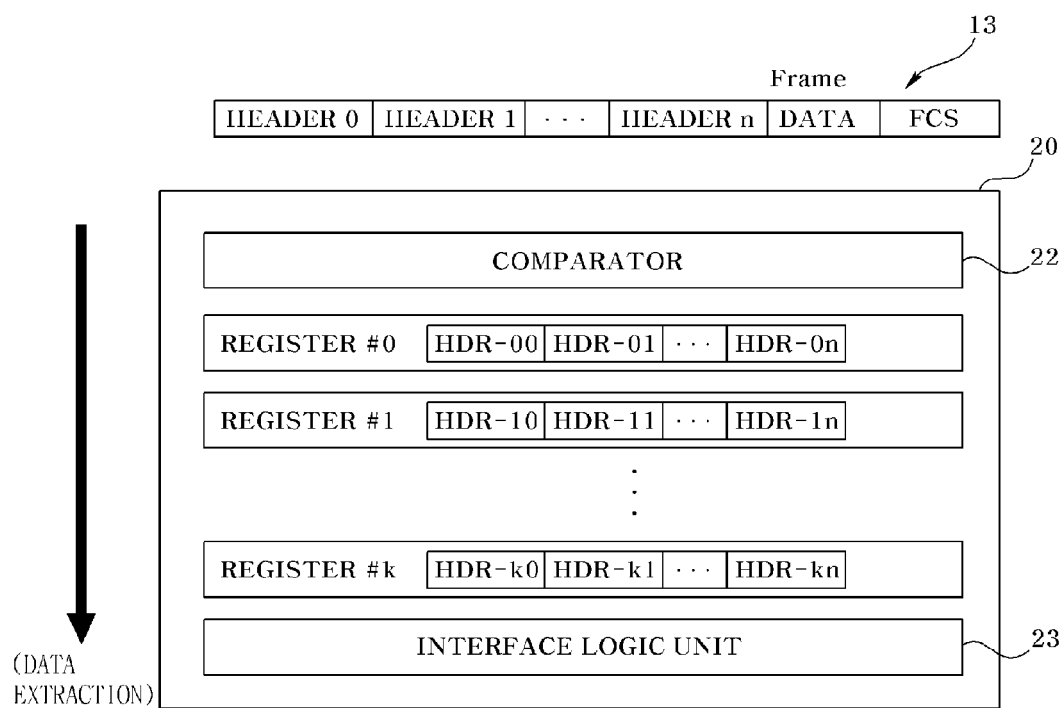 13
Frame
HEADER 0 HEADER 1 ... HEADER n DATA FCS
20
COMPARATOR
22
REGISTER #0 HDR-00 HDR-01 ... HDR-0n
REGISTER #1 HDR-10 HDR-11 ... HDR-1n
REGISTER #k HDR-k0 HDR-k1 ... HDR-kn
INTERFACE LOGIC UNIT
23
(DATA
EXTRACTION)